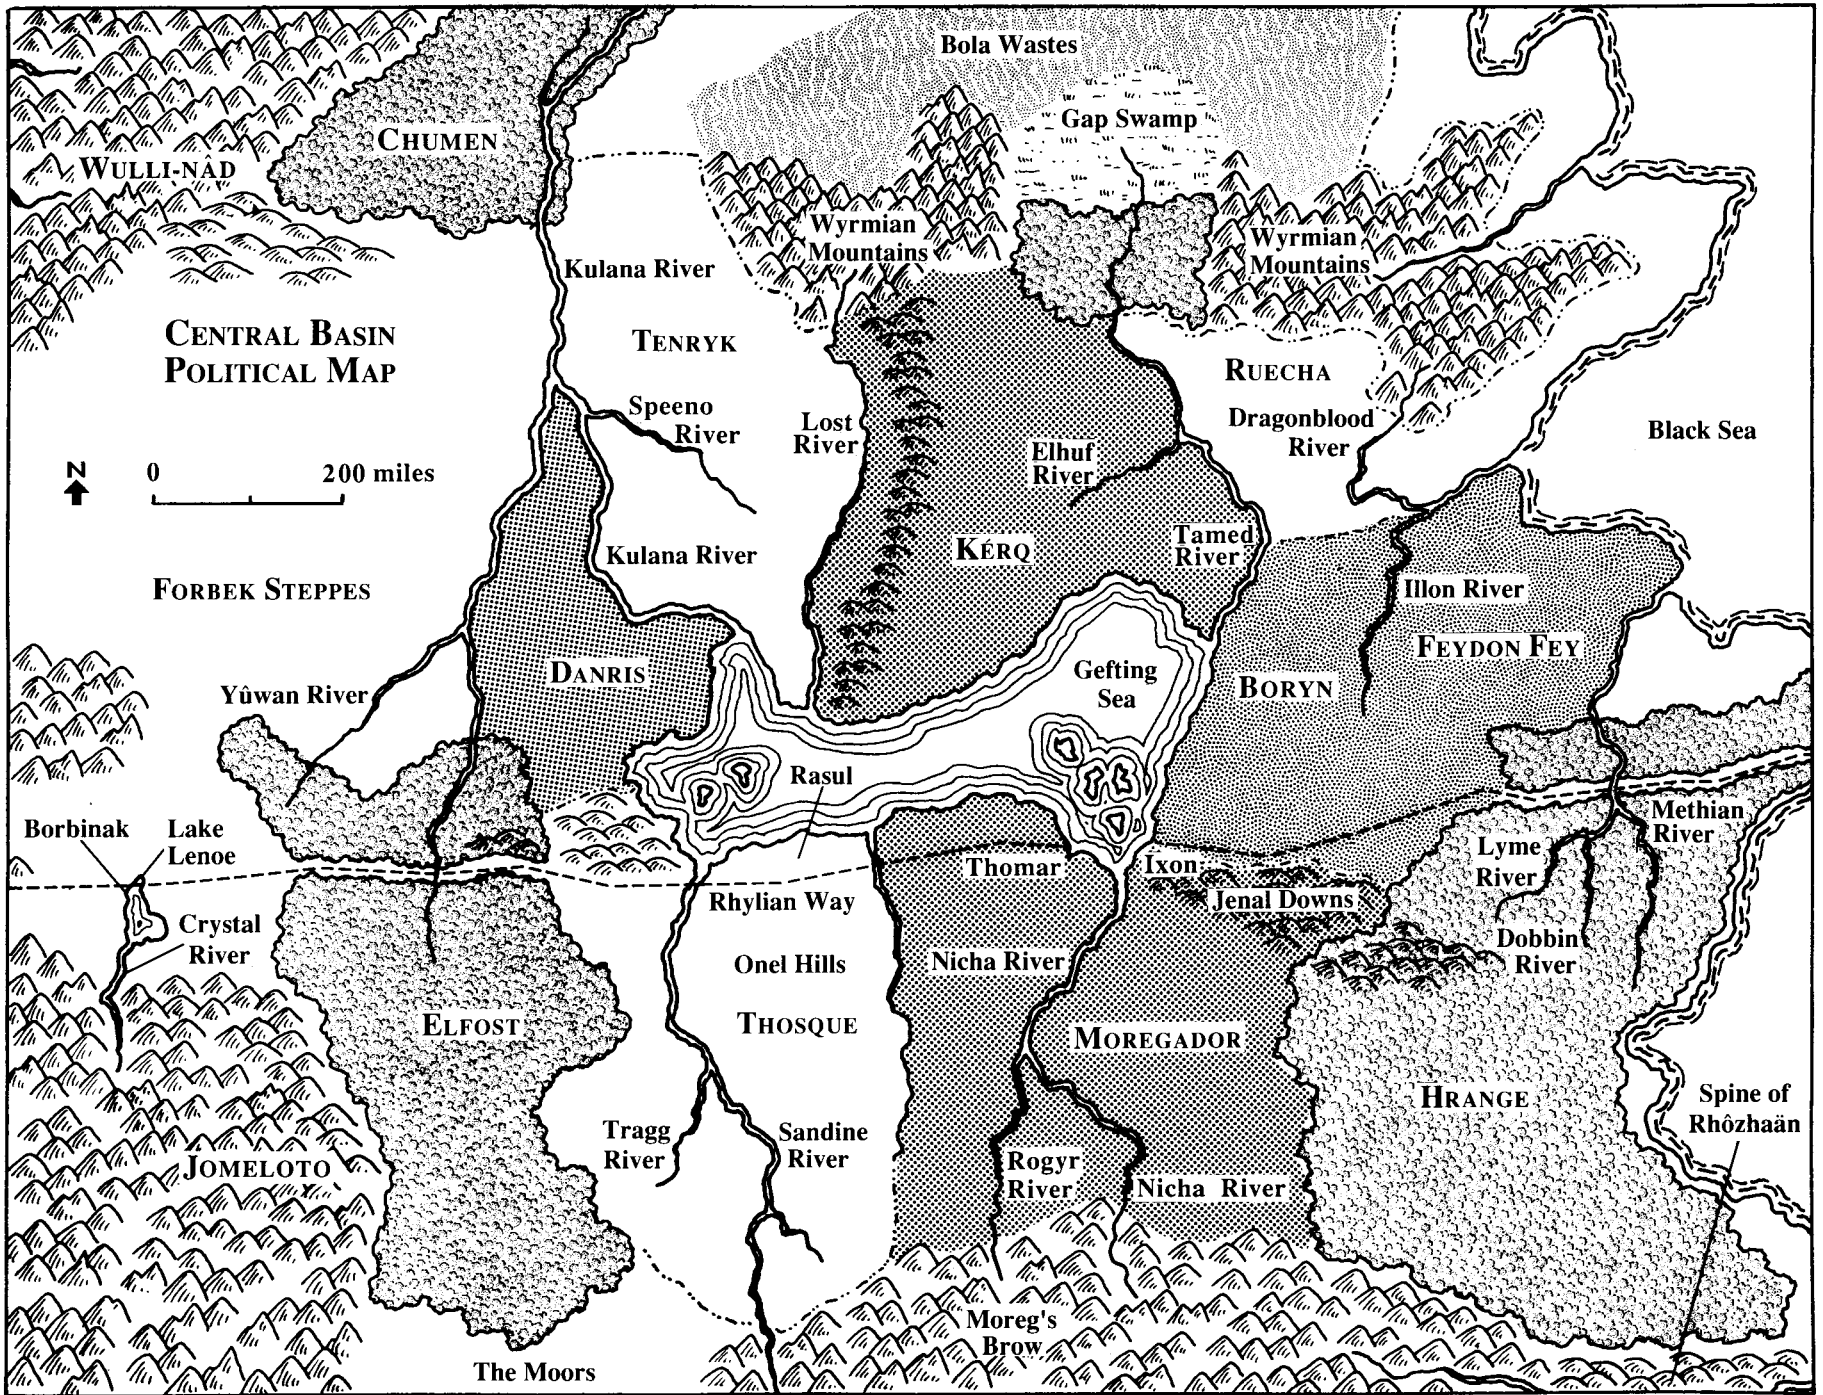 Bola Wastes
Gap Swamp
CHUMEN
WULLI-NÂD
Wyrmian
Mountains
Wyrmian
Mountains
Kulana River
CENTRAL BASIN
POLITICAL MAP
TENRYK
RUECHA
Speeno
River
Lost
River
Dragonblood
River
Black Sea
N
0
200 miles
Elhuf
River
Kulana River
KÉRQ
Tamed
River
FORBEK STEPPES
Illon River
FEYDON FEY
DANRIS
Gefting
Sea
BORYN
Yûwan River
Rasul
Borbinak
Lake
Lenoe
Methian
River
Lyme
River
Thomar
Ixon
Rhylian Way
Jenal Downs
Crystal
River
Onel Hills
Nicha River
Dobbin
River
ELFOST
THOSQUE
MOREGADOR
HRANGE
Spine of
Rhôzhaän
Tragg
River
Sandine
River
JOMELOTO
Rogyr
River
Nicha River
Moreg's
Brow
The Moors